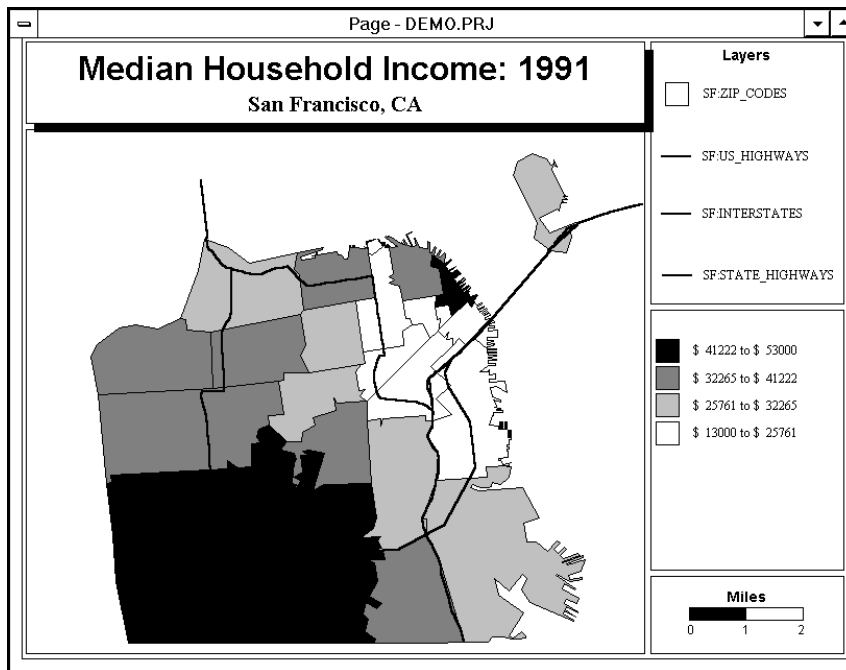 Page - DEMO.PRJ
Median Household Income: 1991
San Francisco, CA
Layers
SF:ZIP_CODES
SF:US_HIGHWAYS
SF:INTERSTATES
SF:STATE_HIGHWAYS
$ 41222 to $ 53000
$ 32265 to $ 41222
$ 25761 to $ 32265
$ 13000 to $ 25761
Miles
0 1 2